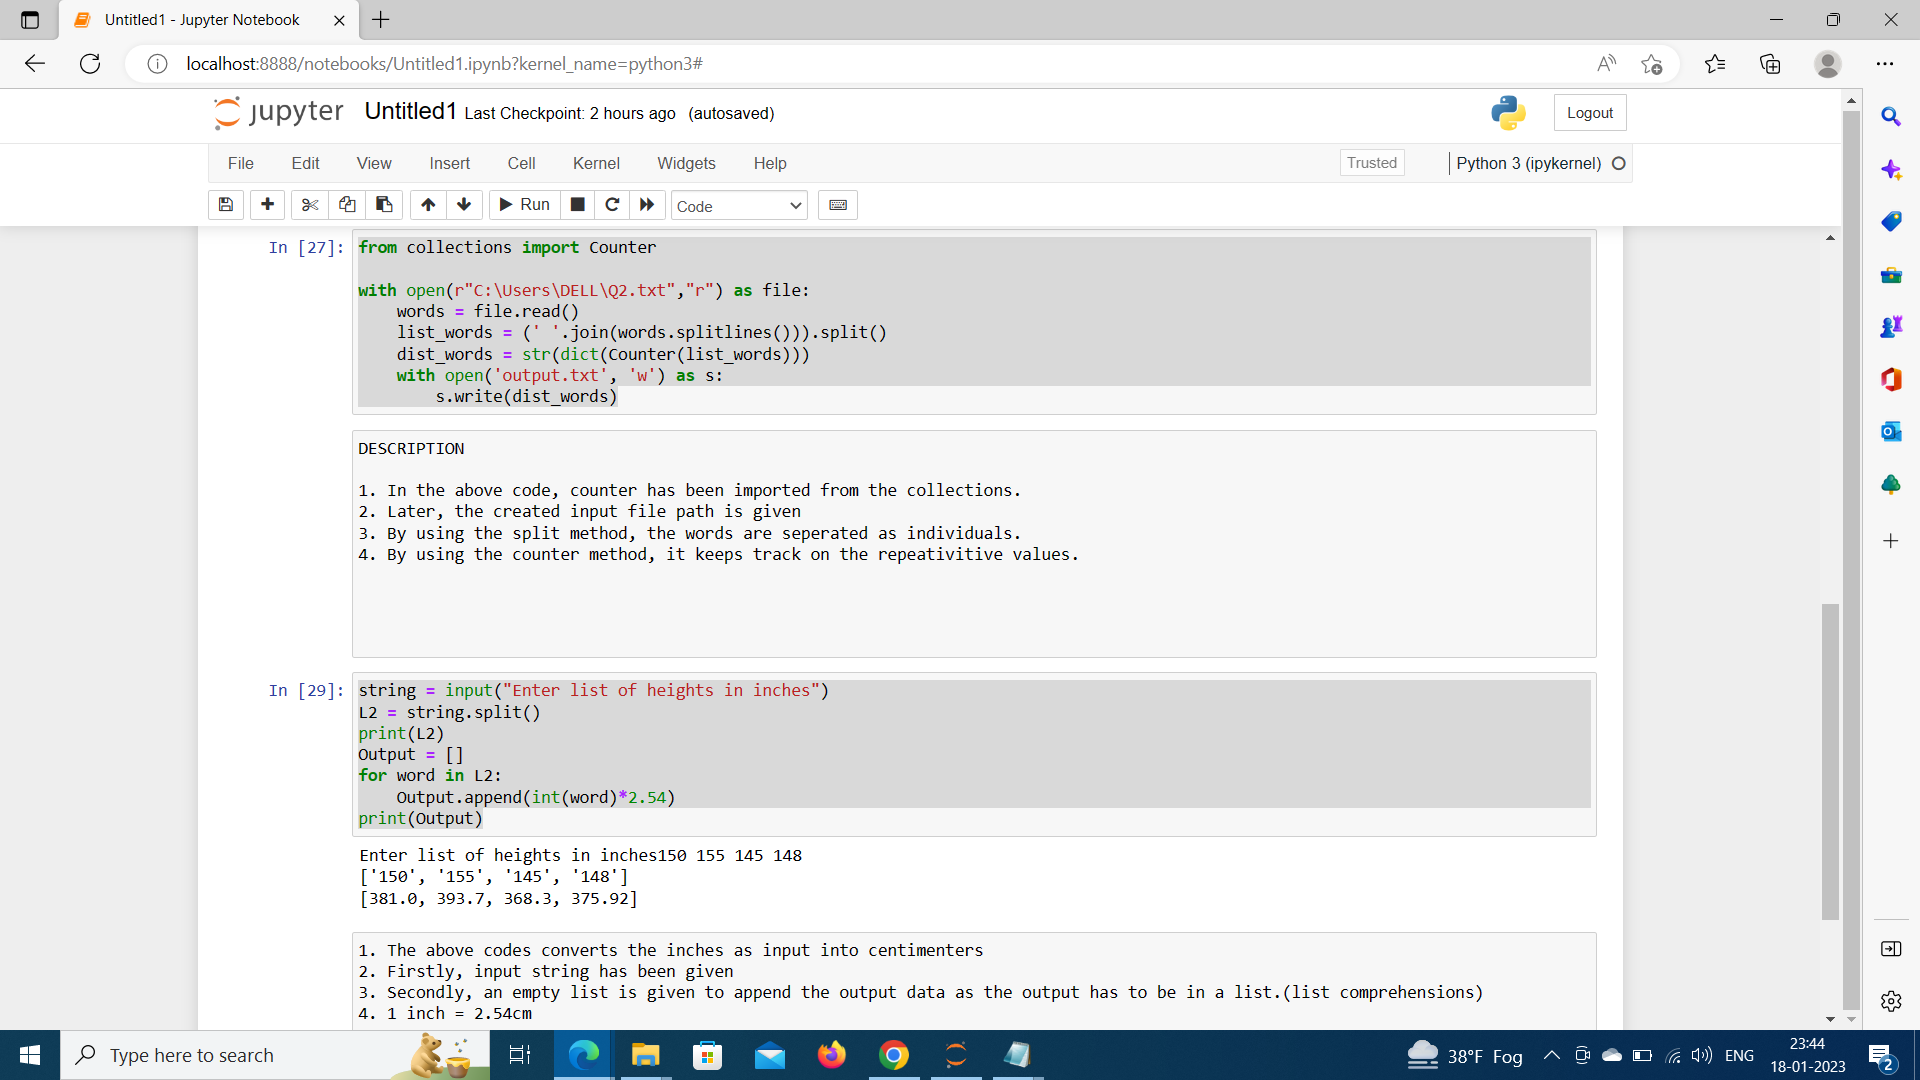 Untitled1 - Jupyter Notebook
localhost:8888/notebooks/Untitled1.ipynb?kernel_name=python3#
jupyter Untitled1 Last Checkpoint: 2 hours ago (autosaved)
Logout
File Edit View Insert Cell Kernel Widgets Help Trusted Python 3 (ipykernel)
Run Code
In [27]: from collections import Counter
with open(r"C:\Users\DELL\Q2.txt","r") as file:
words = file.read()
list_words = (' '.join(words.splitlines())).split()
dist_words = str(dict(Counter(list_words)))
with open('output.txt', 'w') as s:
s.write(dist_words)
DESCRIPTION
1. In the above code, counter has been imported from the collections.
2. Later, the created input file path is given
3. By using the split method, the words are seperated as individuals.
4. By using the counter method, it keeps track on the repeativitive values.
In [29]: string = input("Enter list of heights in inches")
L2 = string.split()
print(L2)
Output = []
for word in L2:
Output.append(int(word)*2.54)
print(Output)
Enter list of heights in inches150 155 145 148
['150', '155', '145', '148']
[381.0, 393.7, 368.3, 375.92]
1. The above codes converts the inches as input into centimenters
2. Firstly, input string has been given
3. Secondly, an empty list is given to append the output data as the output has to be in a list.(list comprehensions)
4. 1 inch = 2.54cm
Type here to search
38°F Fog
ENG
23:44
18-01-2023
2